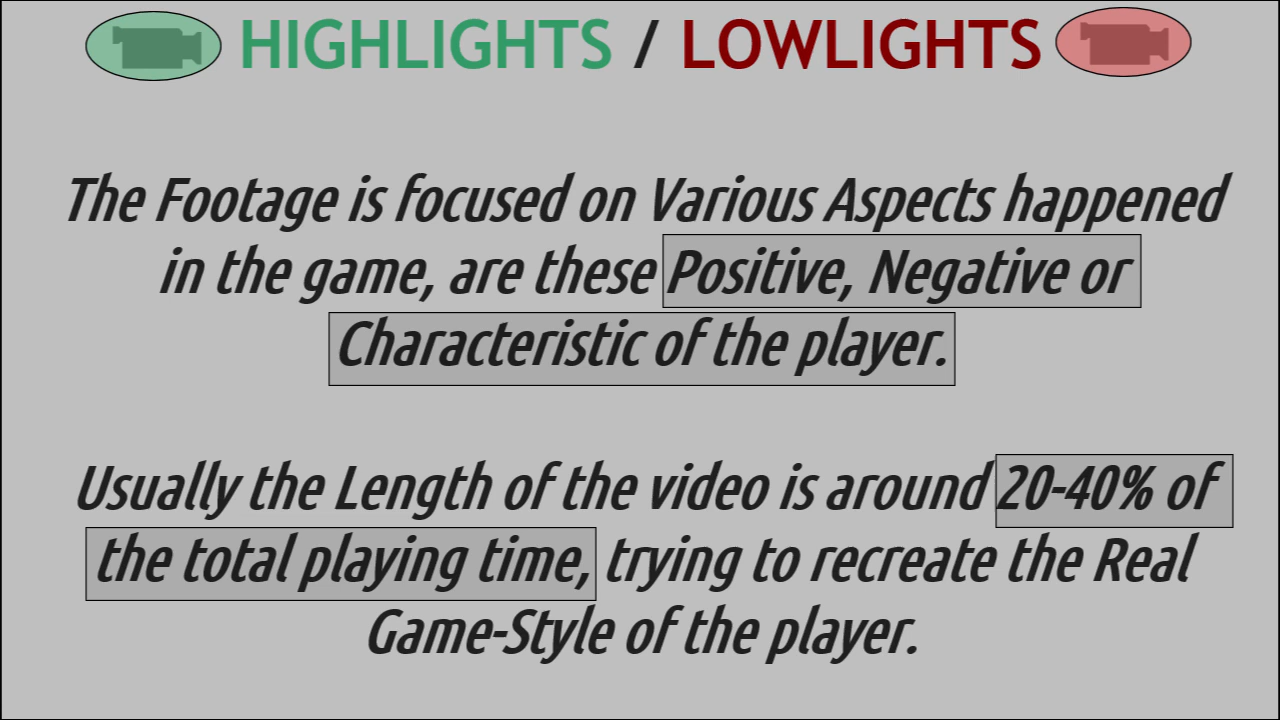 HIGHLIGHTS / LOWLIGHTS
The Footage is focused on Various Aspects happened
in the game, are these Positive, Negative or
Characteristic of the player.
Usually the Length of the video is around 20-40% of
the total playing time, trying to recreate the Real
Game-Style of the player.